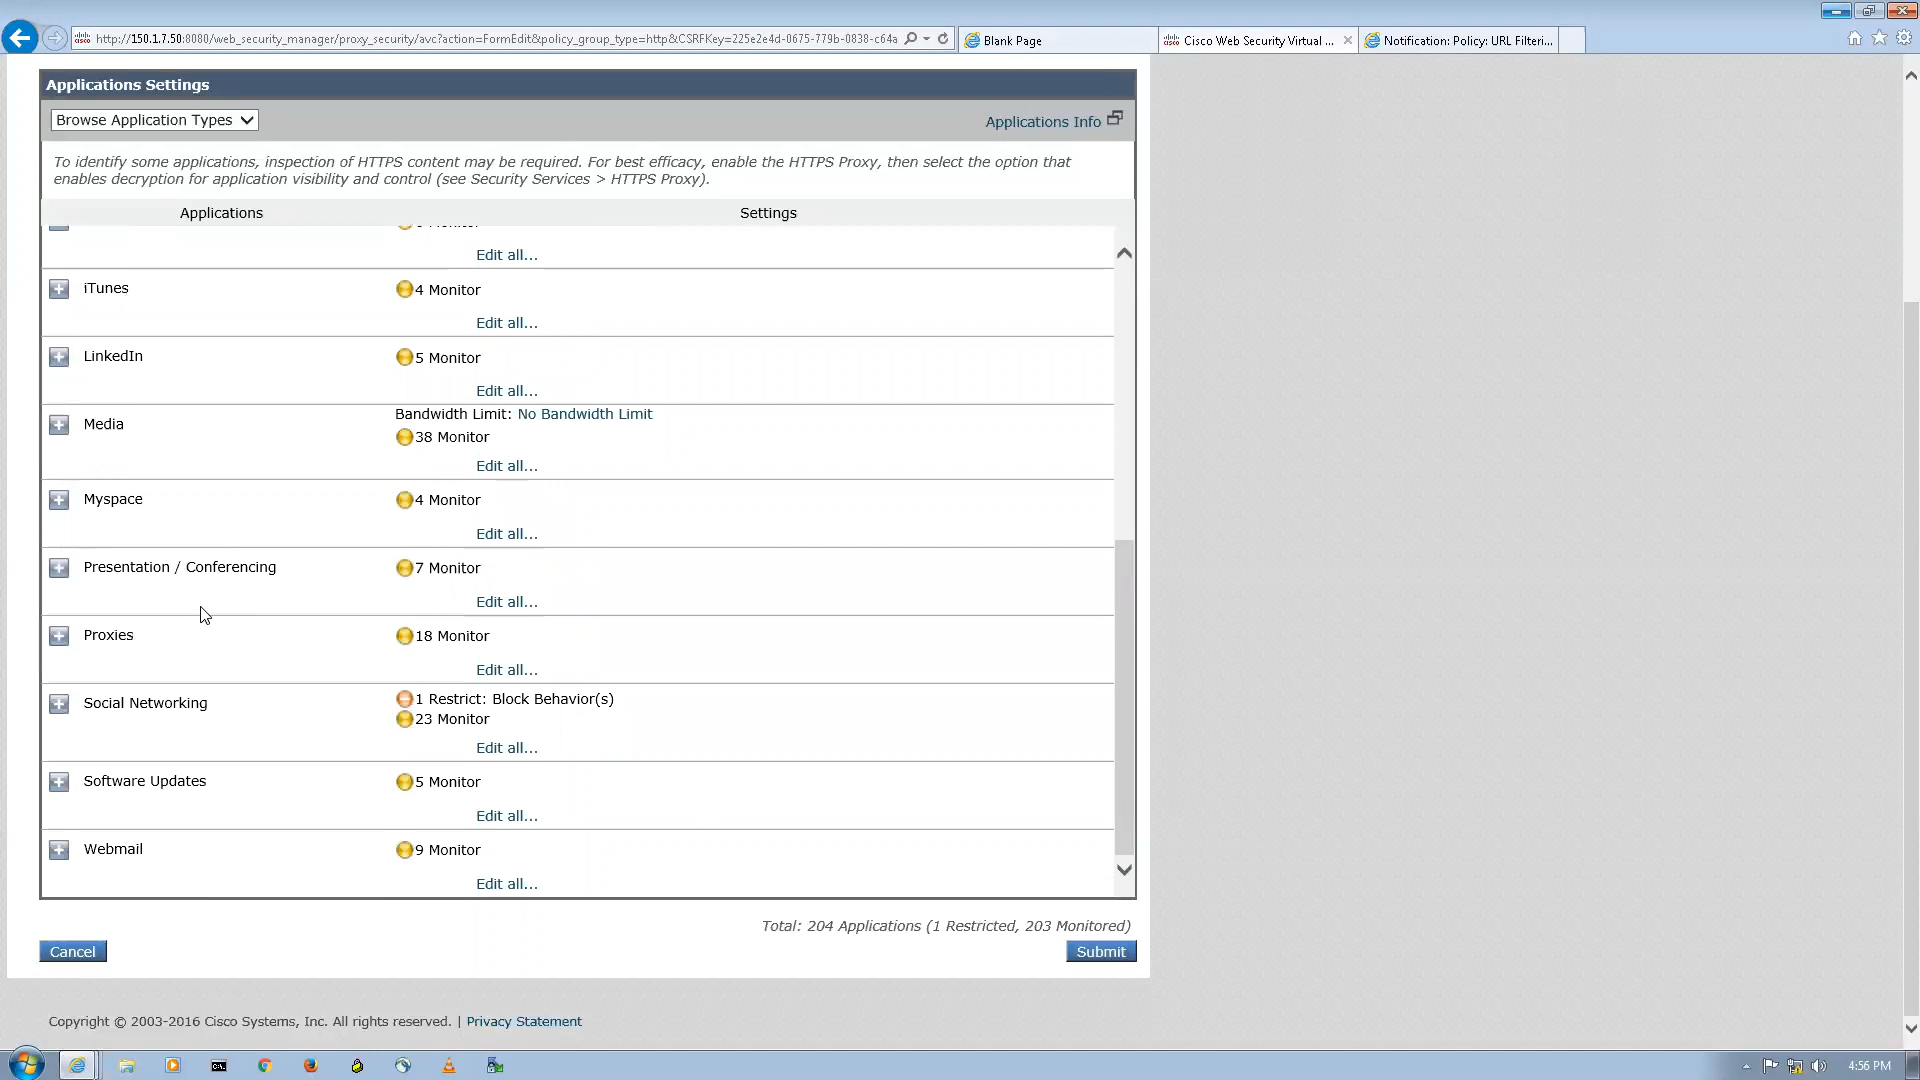 http://150.1.7.50:8080/web_security_manager/proxy_security/avc?action=FormEdit&policy_group_type=http&CSRFKey=225e2e4d-0675-779b-0838-c64a
Blank Page
Cisco Web Security Virtual ...
Notification: Policy: URL Filteri...
Applications Settings
Browse Application Types
Applications Info
To identify some applications, inspection of HTTPS content may be required. For best efficacy, enable the HTTPS Proxy, then select the option that
enables decryption for application visibility and control (see Security Services > HTTPS Proxy).
Applications Settings
Edit all...
iTunes 4 Monitor
Edit all...
LinkedIn 5 Monitor
Edit all...
Bandwidth Limit: No Bandwidth Limit
Media
38 Monitor
Edit all...
Myspace 4 Monitor
Edit all...
Presentation / Conferencing 7 Monitor
Edit all...
Proxies 18 Monitor
Edit all...
1 Restrict: Block Behavior(s)
Social Networking
23 Monitor
Edit all...
Software Updates 5 Monitor
Edit all...
Webmail 9 Monitor
Edit all...
Total: 204 Applications (1 Restricted, 203 Monitored)
Cancel Submit
Copyright © 2003-2016 Cisco Systems, Inc. All rights reserved. | Privacy Statement
4:56 PM